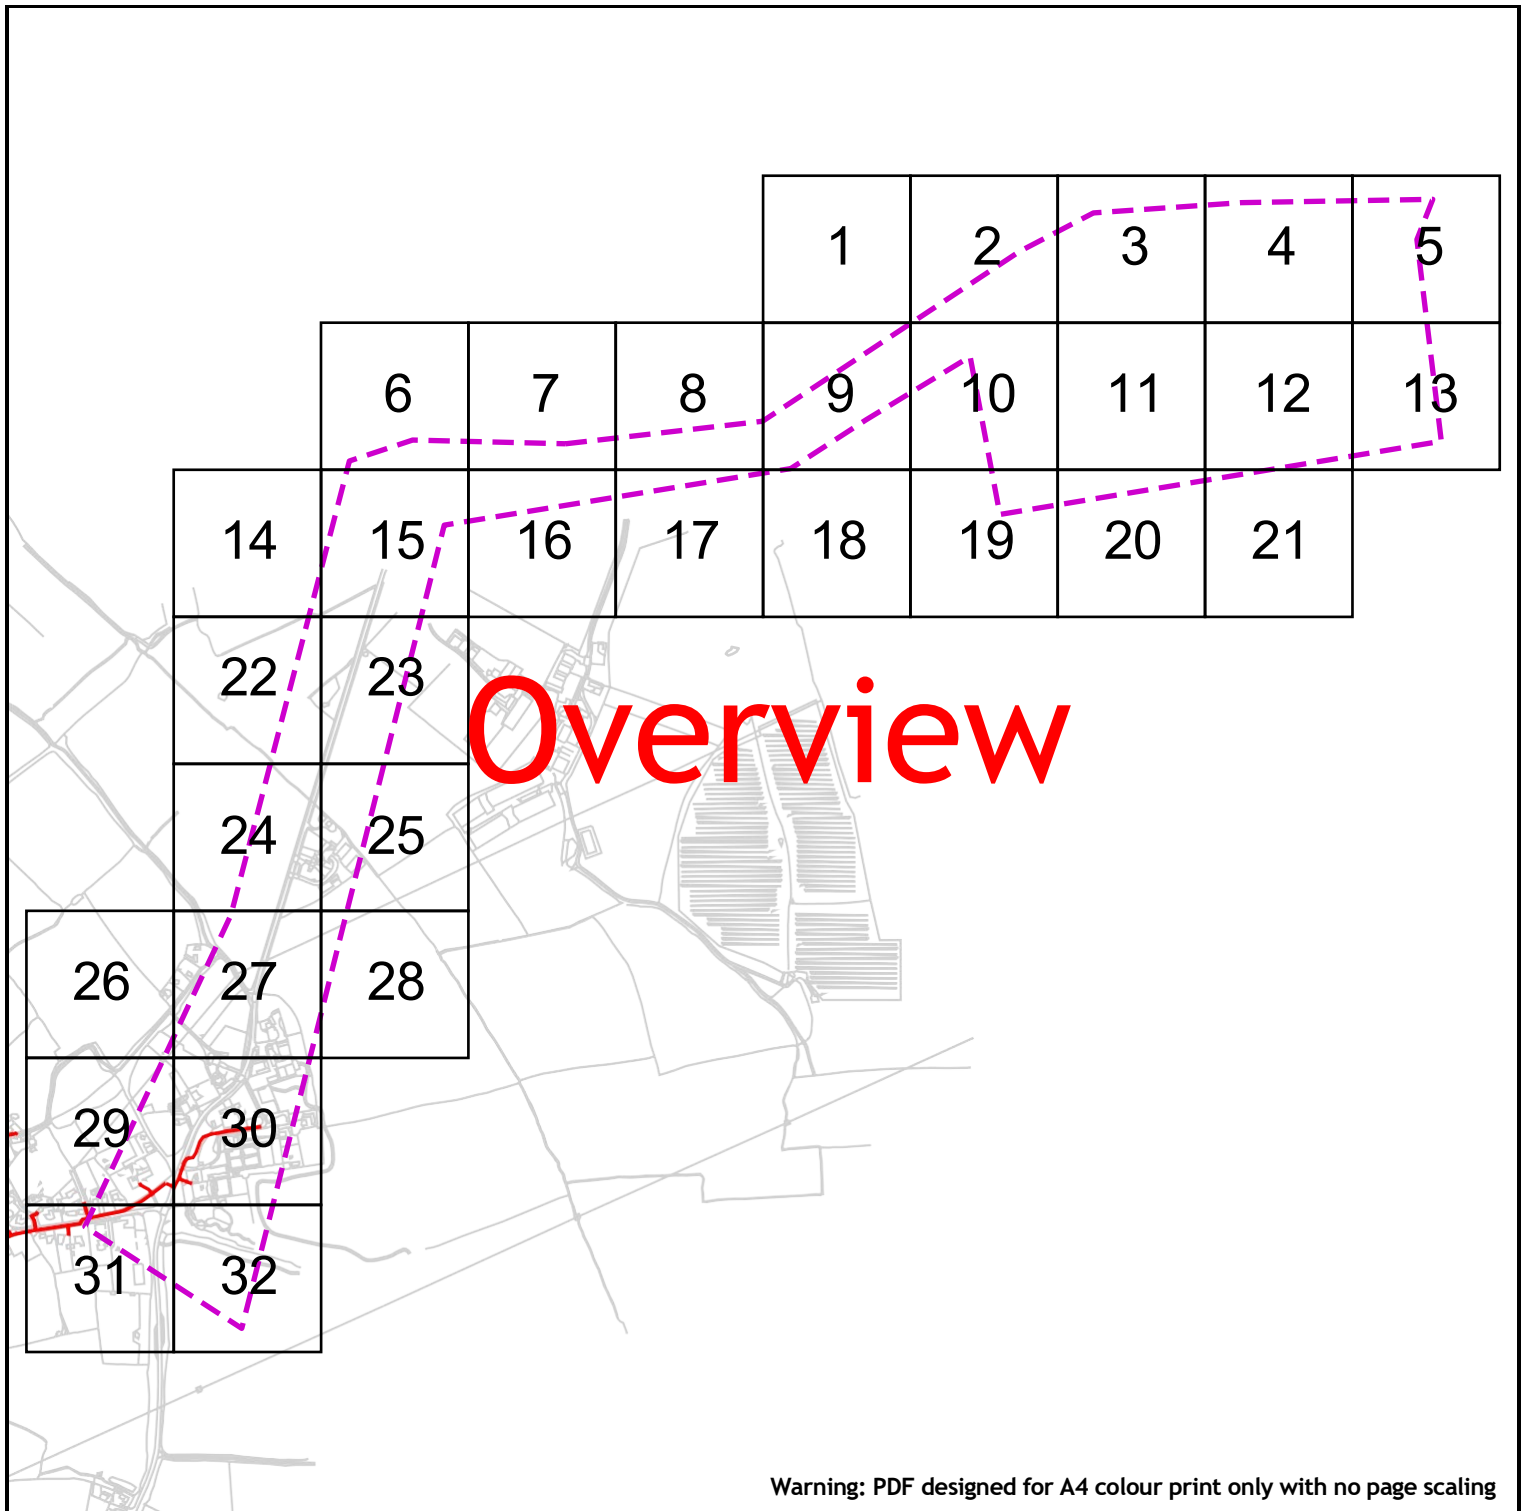 1 2 3 4 5
6 7 8 9 10 11 12 13
14 15 16 17 18 19 20 21
22 23
Overview
24 25
26 27 28
29 30
31 32
Warning: PDF designed for A4 colour print only with no page scaling